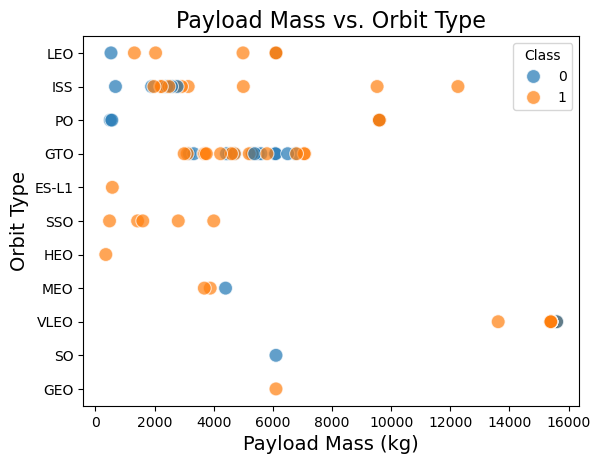 Payload Mass vs. Orbit Type
Class
0
1
LEO
ISS
PO
GTO
ES-L1
SSO
HEO
MEO
VLEO
SO
GEO
Orbit Type
0 2000 4000 6000 8000 10000 12000 14000 16000
Payload Mass (kg)